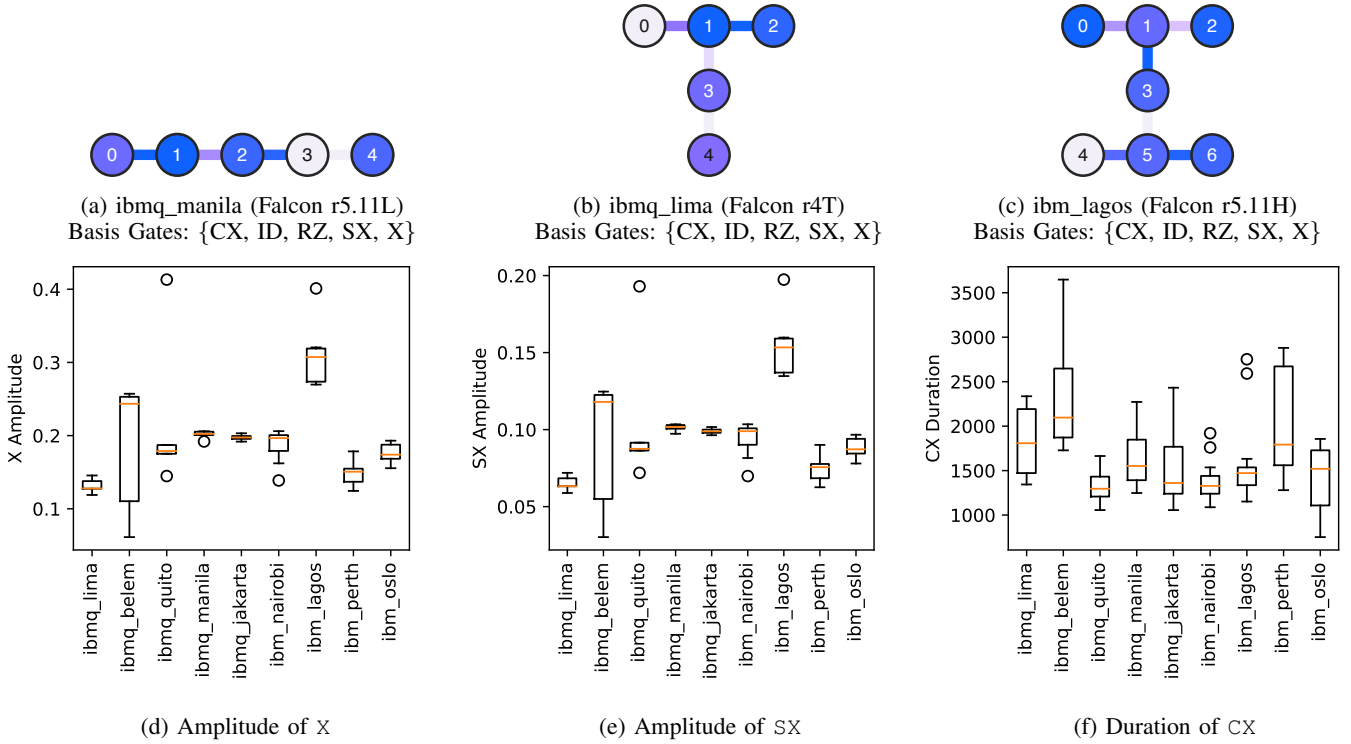 0 1 2 3 4
(a) ibmq_manila (Falcon r5.11L)
Basis Gates: {CX, ID, RZ, SX, X}
0 1 2
3
4
(b) ibmq_lima (Falcon r4T)
Basis Gates: {CX, ID, RZ, SX, X}
0 1 2
3
4 5 6
(c) ibm_lagos (Falcon r5.11H)
Basis Gates: {CX, ID, RZ, SX, X}
X Amplitude
0.4
0.3
0.2
0.1
ibmq_lima
ibmq_belem
ibmq_quito
ibmq_manila
ibmq_jakarta
ibm_nairobi
ibm_lagos
ibm_perth
ibm_oslo
(d) Amplitude of X
SX Amplitude
0.20
0.15
0.10
0.05
ibmq_lima
ibmq_belem
ibmq_quito
ibmq_manila
ibmq_jakarta
ibm_nairobi
ibm_lagos
ibm_perth
ibm_oslo
(e) Amplitude of SX
CX Duration
3500
3000
2500
2000
1500
1000
ibmq_lima
ibmq_belem
ibmq_quito
ibmq_manila
ibmq_jakarta
ibm_nairobi
ibm_lagos
ibm_perth
ibm_oslo
(f) Duration of CX